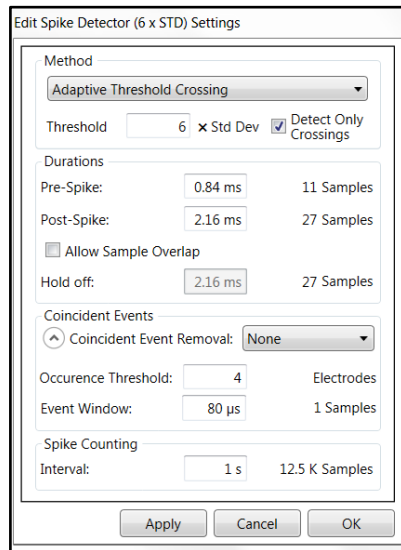 Edit Spike Detector (6 x STD) Settings
Method
Adaptive Threshold Crossing
Threshold 6 × Std Dev Detect Only Crossings
Durations
Pre-Spike: 0.84 ms 11 Samples
Post-Spike: 2.16 ms 27 Samples
Allow Sample Overlap
Hold off: 2.16 ms 27 Samples
Coincident Events
Coincident Event Removal: None
Occurence Threshold: 4 Electrodes
Event Window: 80 µs 1 Samples
Spike Counting
Interval: 1 s 12.5 K Samples
Apply Cancel OK